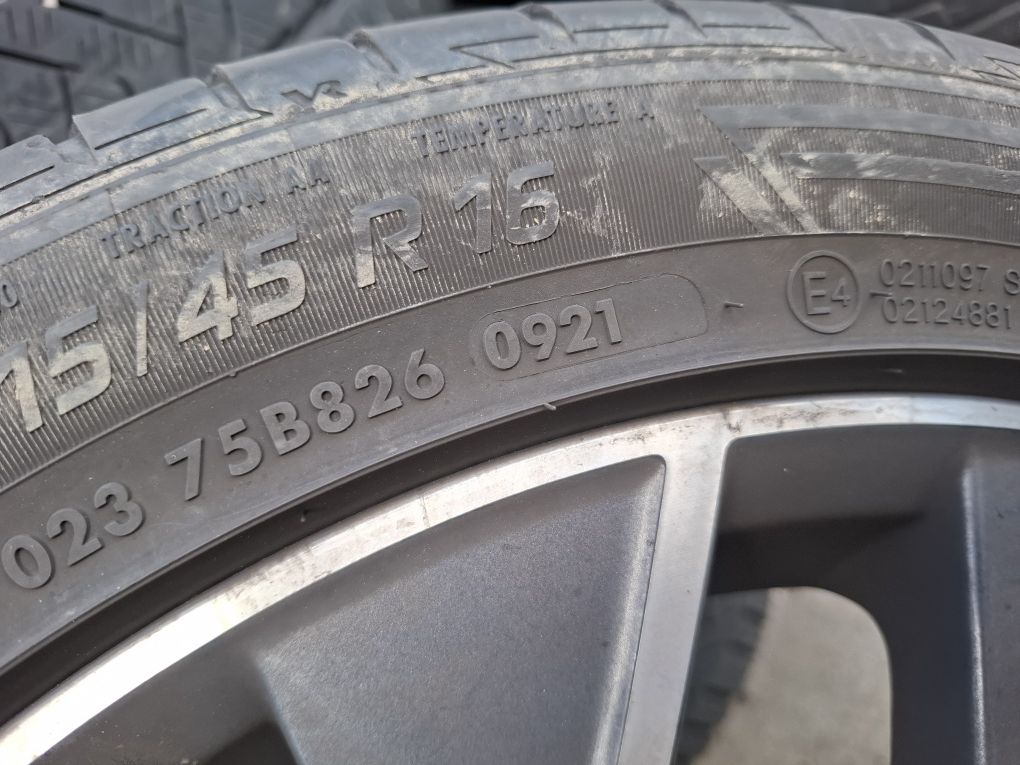 TRACTION AA TEMPERATURE A
15/45 R 16
023 75B826 0921
E4 0211097 S
02124881